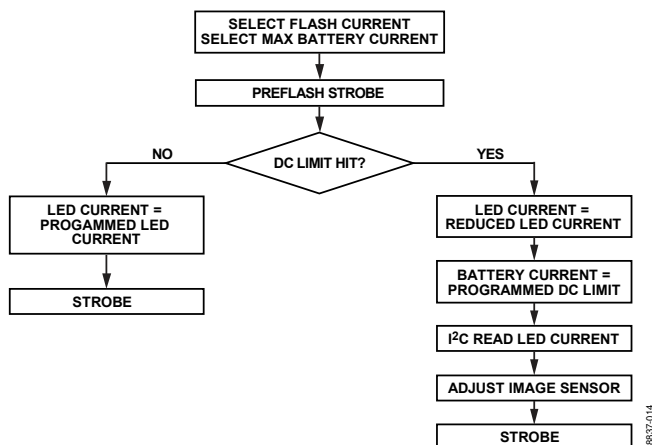 SELECT FLASH CURRENT
SELECT MAX BATTERY CURRENT
PREFLASH STROBE
DC LIMIT HIT?
NO
YES
LED CURRENT =
PROGAMMED LED
CURRENT
STROBE
LED CURRENT =
REDUCED LED CURRENT
BATTERY CURRENT =
PROGRAMMED DC LIMIT
I²C READ LED CURRENT
ADJUST IMAGE SENSOR
STROBE
8837-014